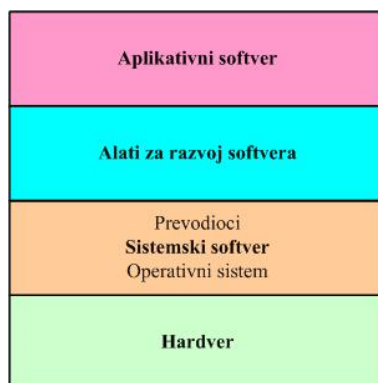 Aplikativni softver
Alati za razvoj softvera
Prevodioci
Sistemski softver
Operativni sistem
Hardver